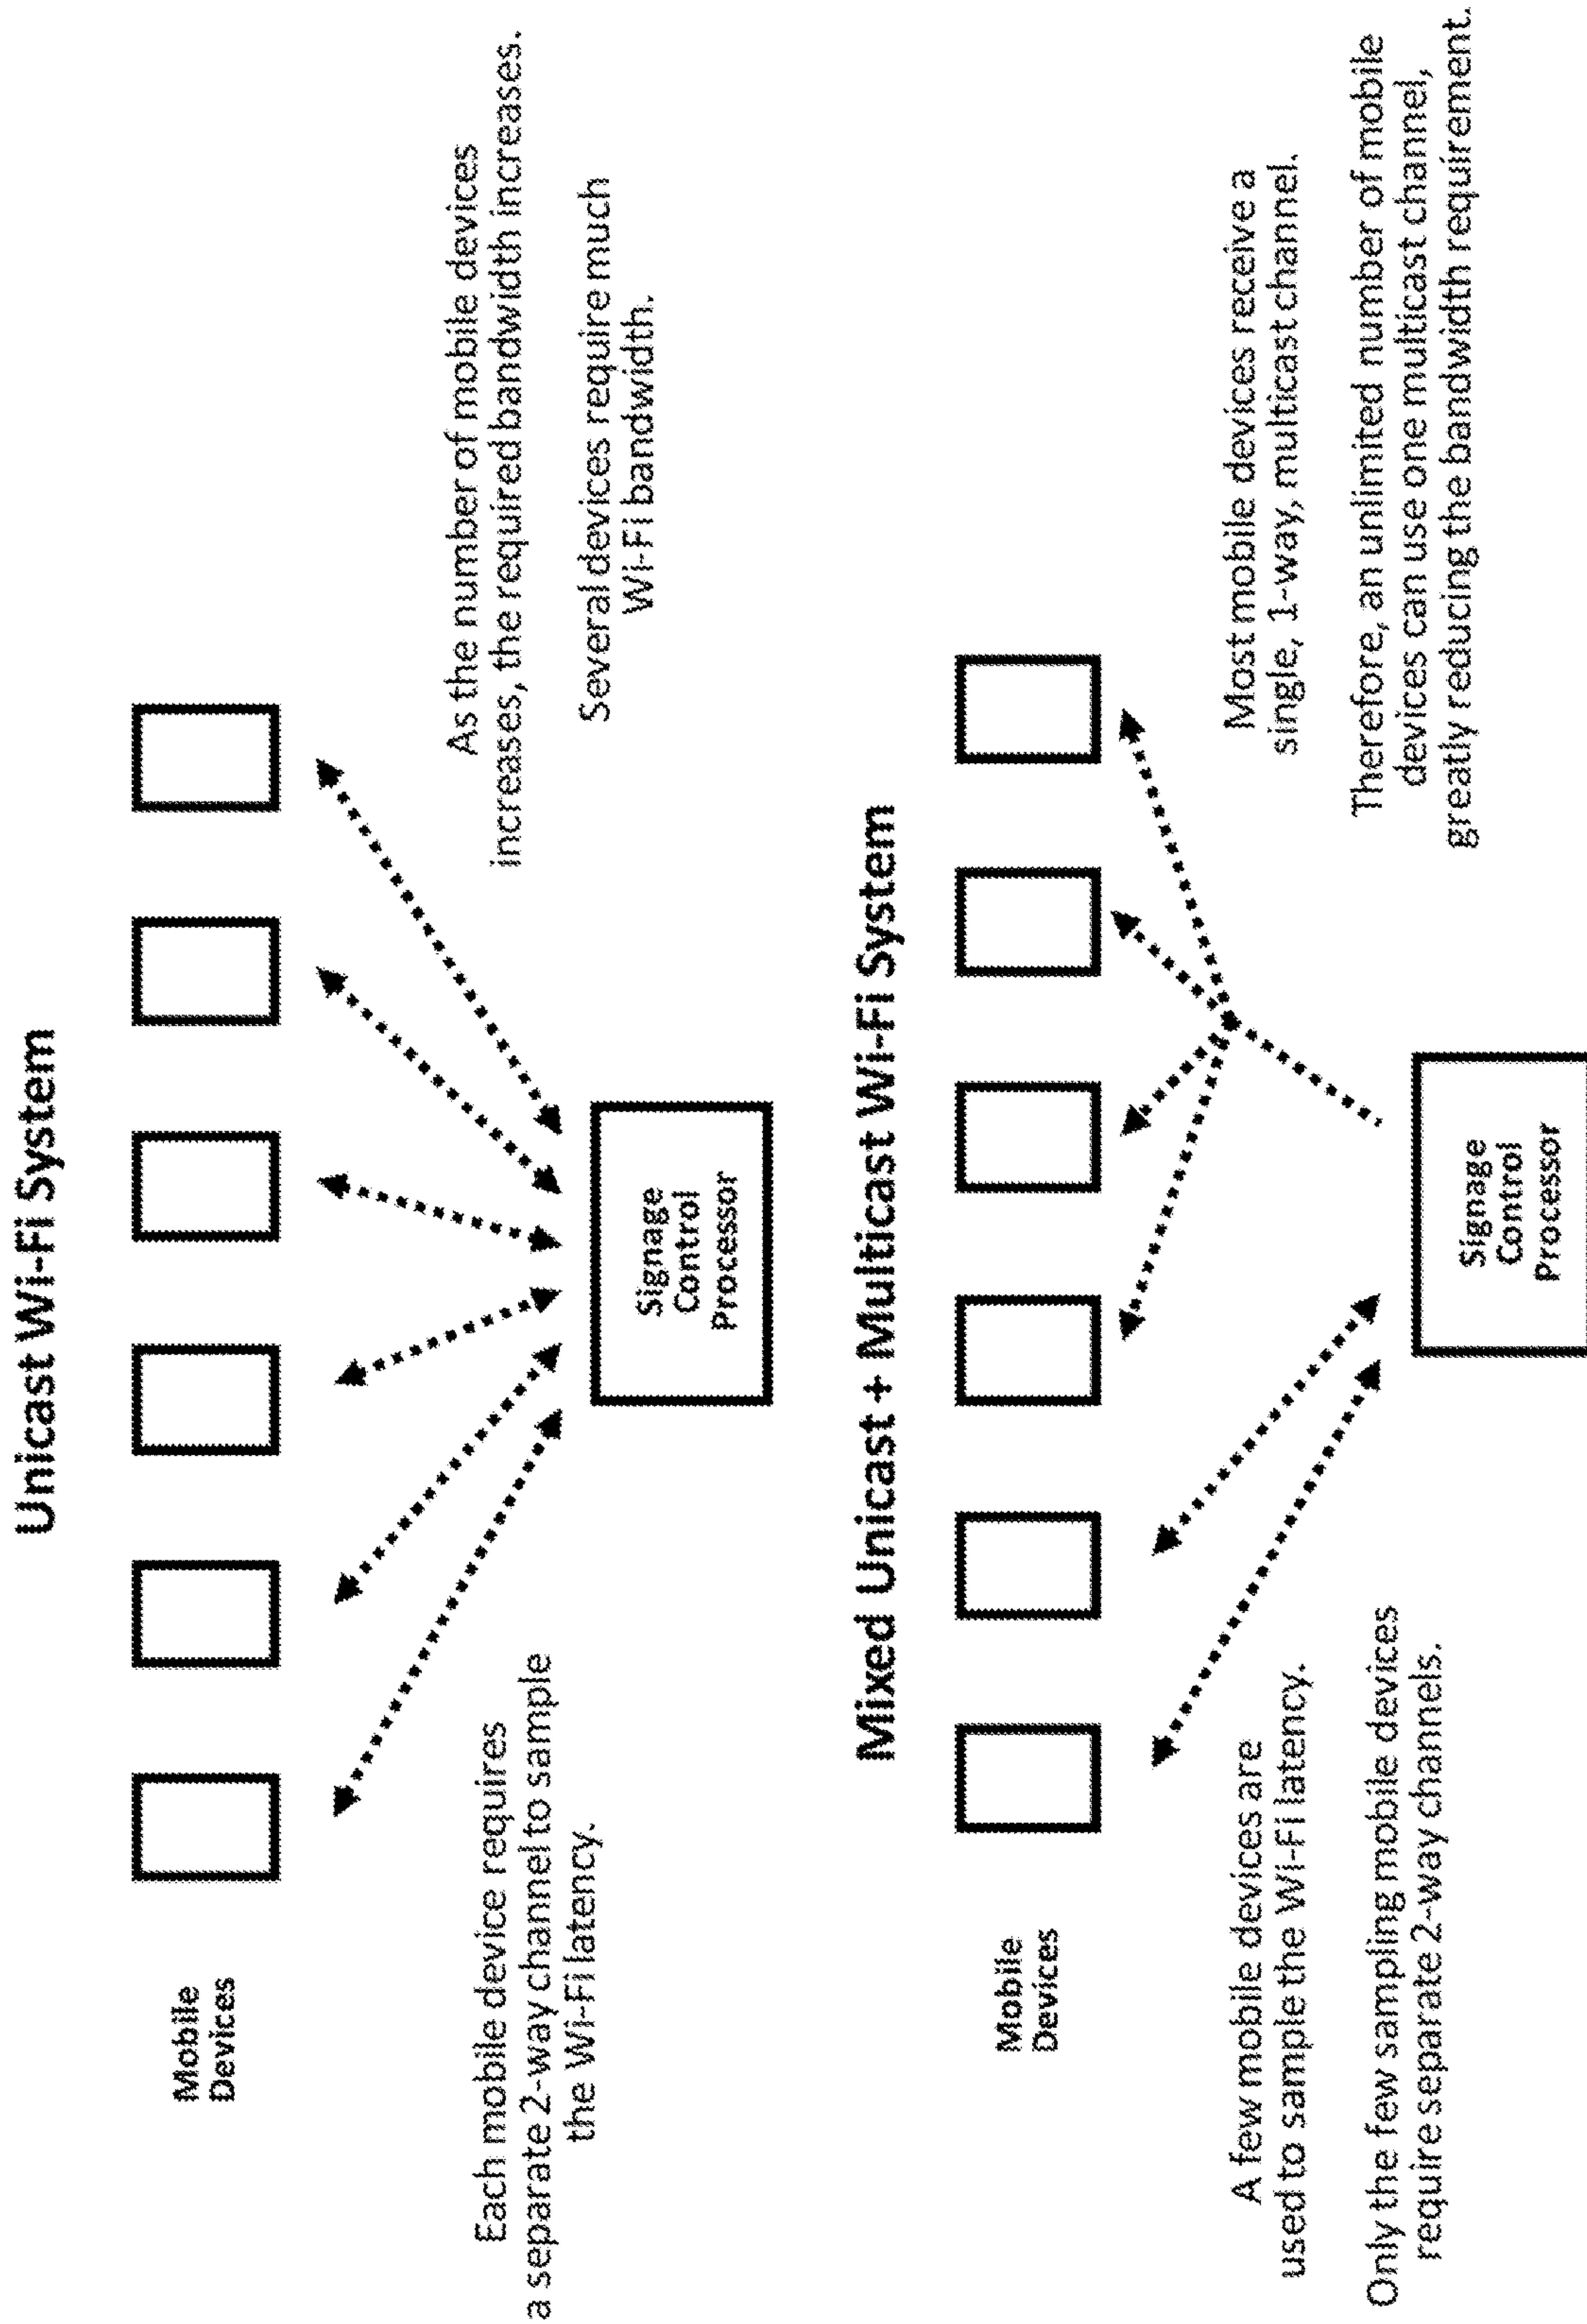 Unicast Wi-Fi System
Mobile
Devices
Each mobile device requires
a separate 2-way channel to sample
the Wi-Fi latency.
Signage
Control
Processor
As the number of mobile devices
increases, the required bandwidth increases.
Several devices require much
Wi-Fi bandwidth.
Mixed Unicast + Multicast Wi-Fi System
Mobile
Devices
A few mobile devices are
used to sample the Wi-Fi latency.
Only the few sampling mobile devices
require separate 2-way channels.
Signage
Control
Processor
Most mobile devices receive a
single, 1-way, multicast channel.
Therefore, an unlimited number of mobile
devices can use one multicast channel,
greatly reducing the bandwidth requirement.